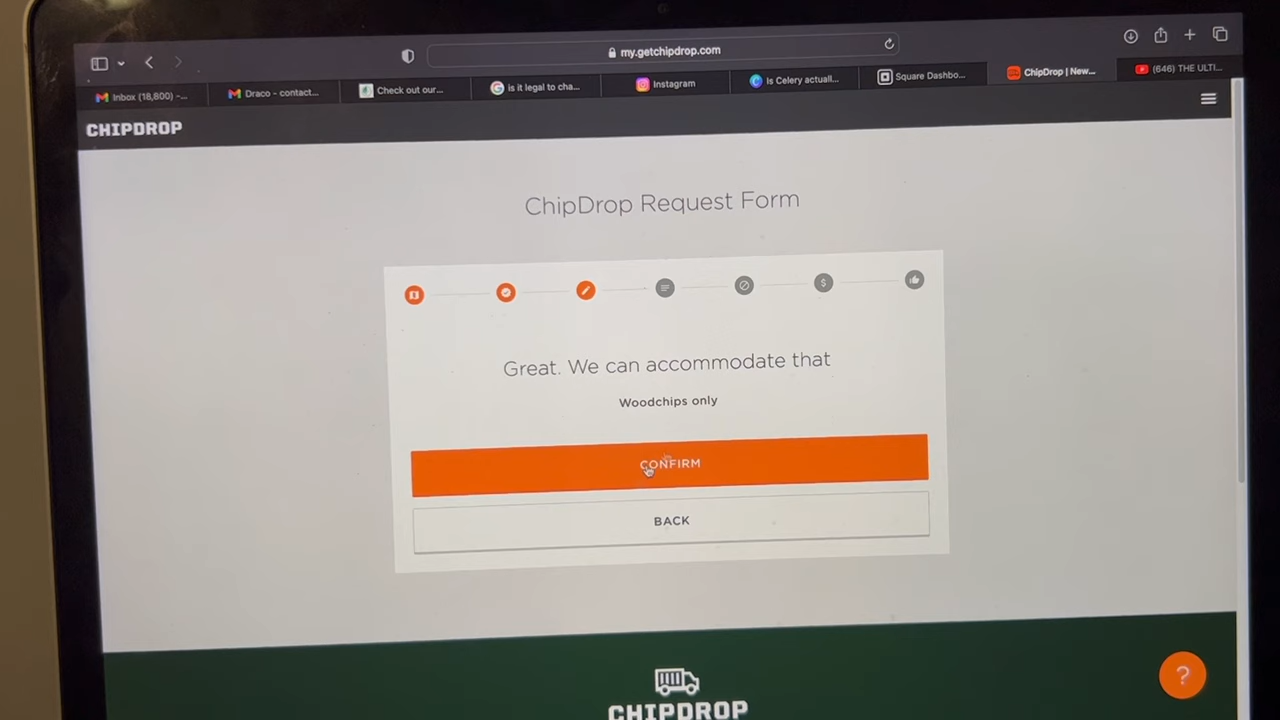 my.getchipdrop.com
Inbox (18,800) –...
Draco - contact...
Check out our...
is it legal to cha...
Instagram
Is Celery actuall...
Square Dashbo...
ChipDrop | New...
(646) THE ULTI...
CHIPDROP
ChipDrop Request Form
$
Great. We can accommodate that
Woodchips only
CONFIRM
BACK
?
CHIPDROP